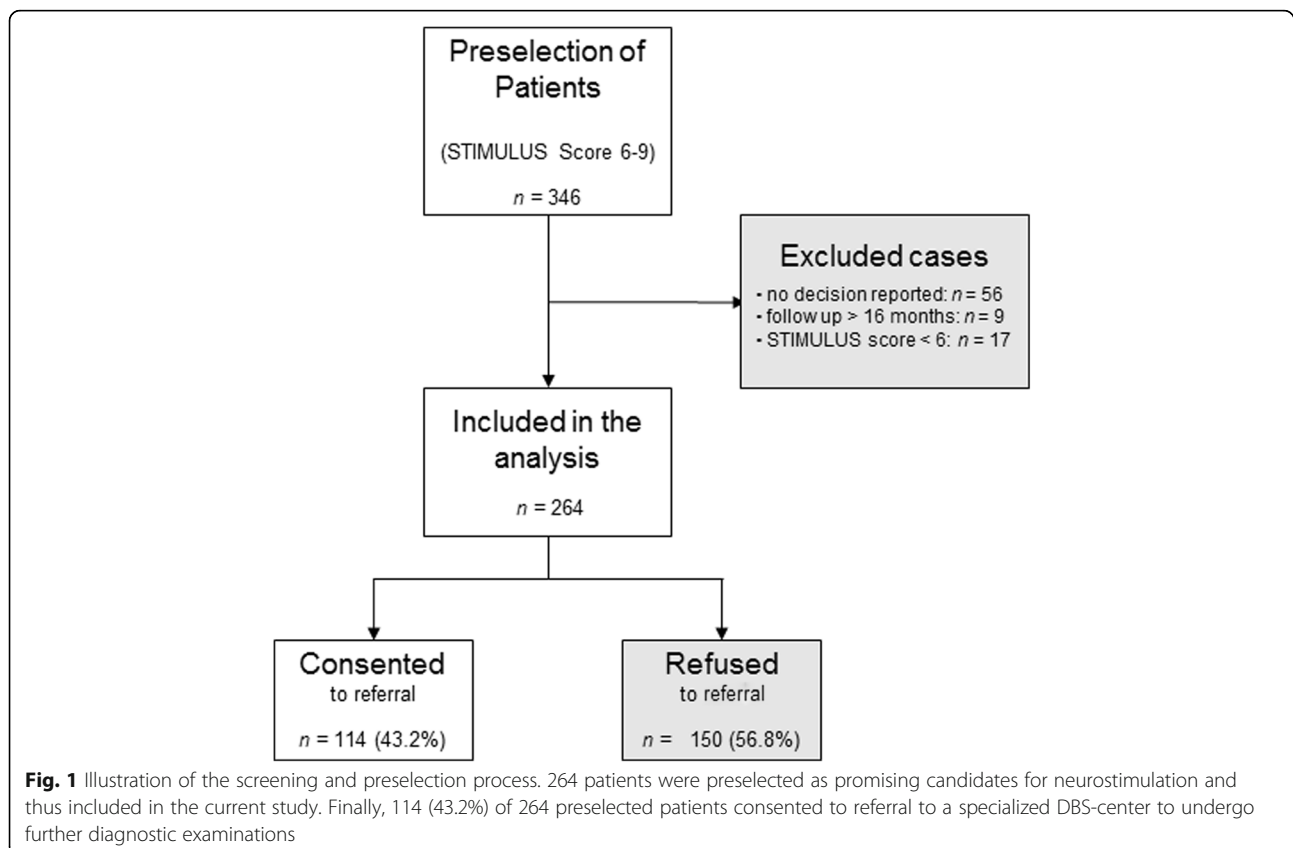 Preselection of
Patients
(STIMULUS Score 6-9)
n = 346
Excluded cases
- no decision reported: n = 56
- follow up > 16 months: n = 9
- STIMULUS score < 6: n = 17
Included in the
analysis
n = 264
Consented
to referral
n = 114 (43.2%)
Refused
to referral
n = 150 (56.8%)
Fig. 1 Illustration of the screening and preselection process. 264 patients were preselected as promising candidates for neurostimulation and
thus included in the current study. Finally, 114 (43.2%) of 264 preselected patients consented to referral to a specialized DBS-center to undergo
further diagnostic examinations